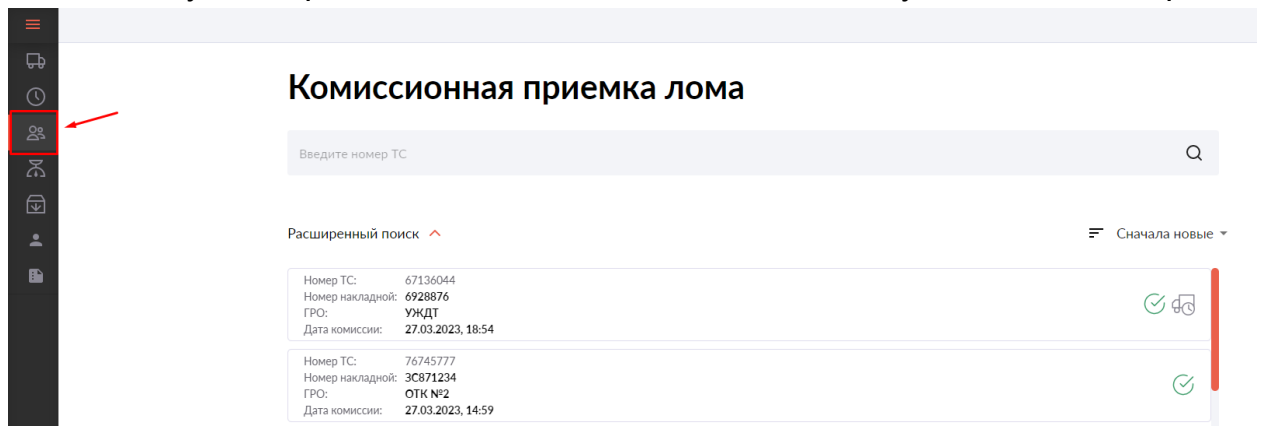 Комиссионная приемка лома
Введите номер ТС
Расширенный поиск
Сначала новые
Номер ТС: 67136044
Номер накладной: 6928876
ГРО: УЖДТ
Дата комиссии: 27.03.2023, 18:54
Номер ТС: 76745777
Номер накладной: ЗС871234
ГРО: ОТК №2
Дата комиссии: 27.03.2023, 14:59